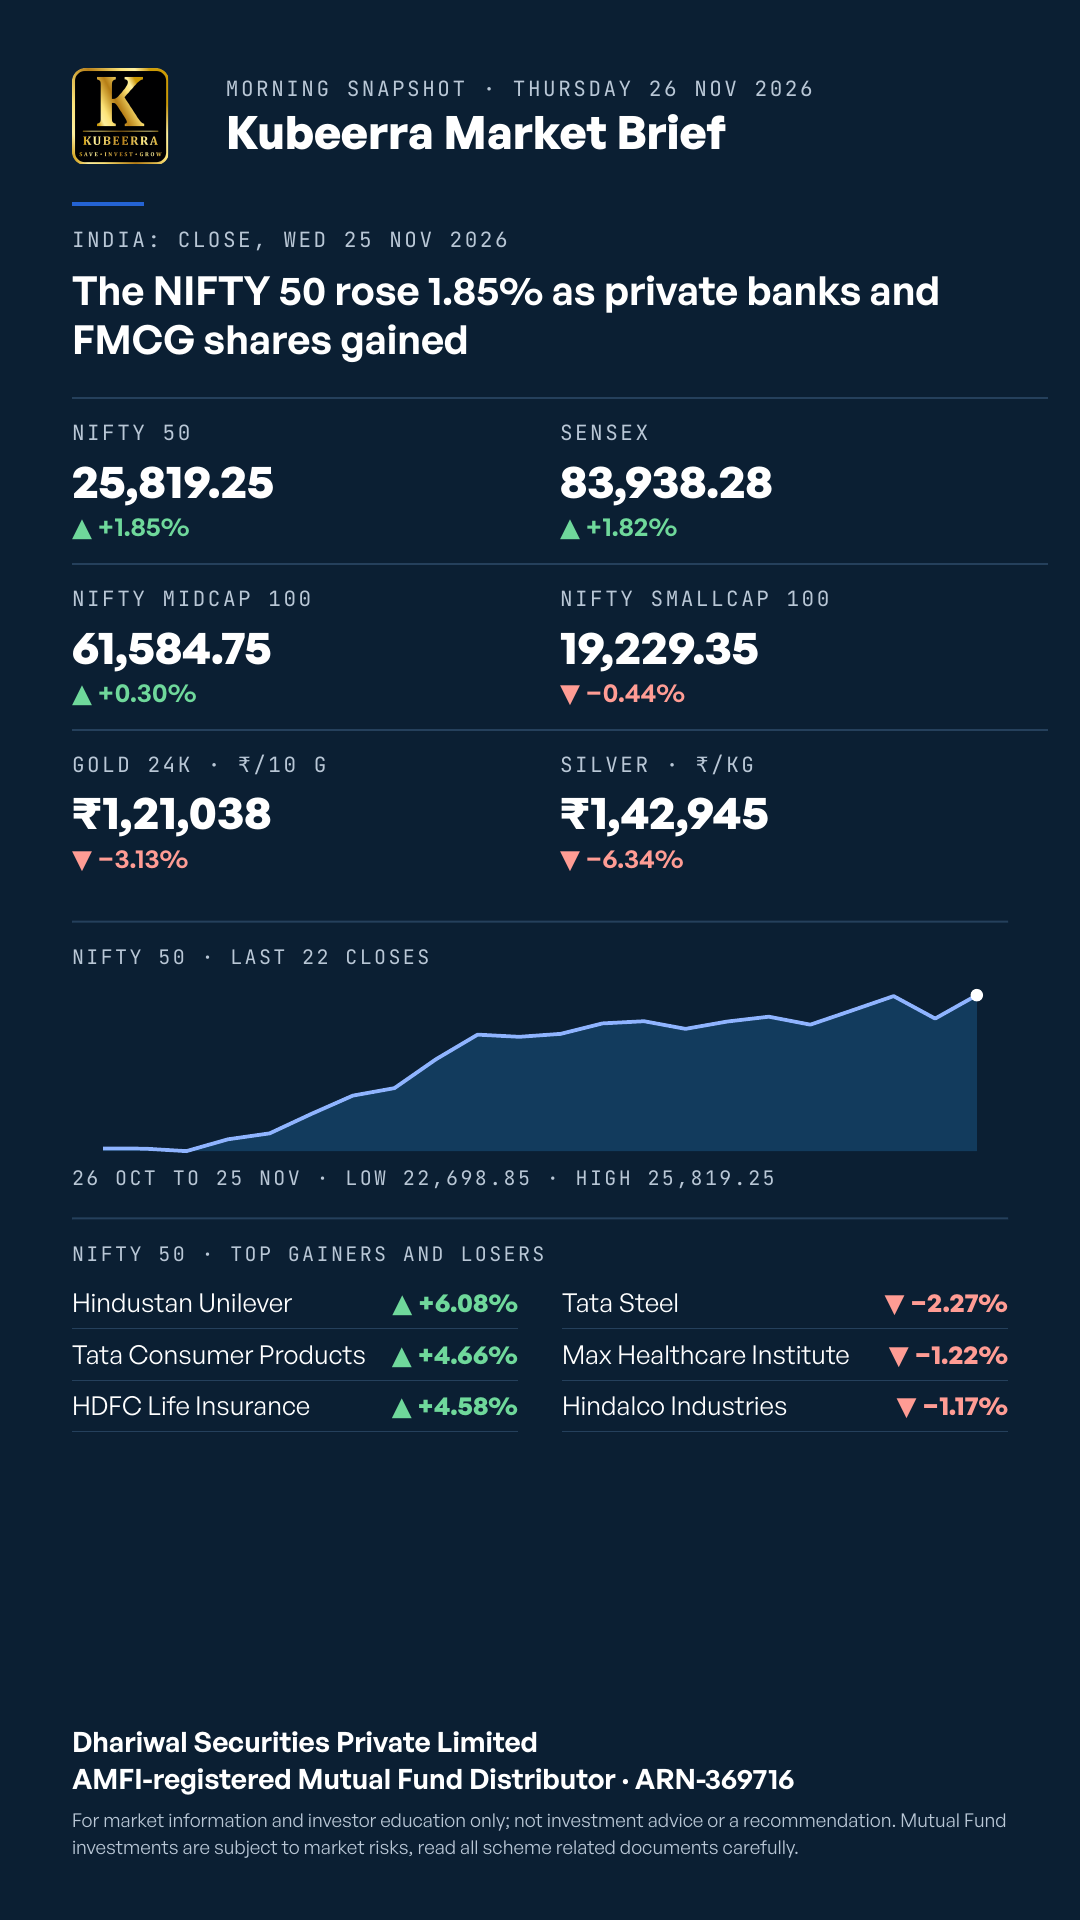 K
KUBEERRA
SAVE•INVEST•GROW
MORNING SNAPSHOT · THURSDAY 26 NOV 2026
Kubeerra Market Brief
INDIA: CLOSE, WED 25 NOV 2026
The NIFTY 50 rose 1.85% as private banks and
FMCG shares gained
NIFTY 50
25,819.25
▲ +1.85%
SENSEX
83,938.28
▲ +1.82%
NIFTY MIDCAP 100
61,584.75
▲ +0.30%
NIFTY SMALLCAP 100
19,229.35
▼ −0.44%
GOLD 24K · ₹/10 G
₹1,21,038
▼ −3.13%
SILVER · ₹/KG
₹1,42,945
▼ −6.34%
NIFTY 50 · LAST 22 CLOSES
26 OCT TO 25 NOV · LOW 22,698.85 · HIGH 25,819.25
NIFTY 50 · TOP GAINERS AND LOSERS
Hindustan Unilever ▲ +6.08%
Tata Consumer Products ▲ +4.66%
HDFC Life Insurance ▲ +4.58%
Tata Steel ▼ −2.27%
Max Healthcare Institute ▼ −1.22%
Hindalco Industries ▼ −1.17%
Dhariwal Securities Private Limited
AMFI-registered Mutual Fund Distributor · ARN-369716
For market information and investor education only; not investment advice or a recommendation. Mutual Fund
investments are subject to market risks, read all scheme related documents carefully.